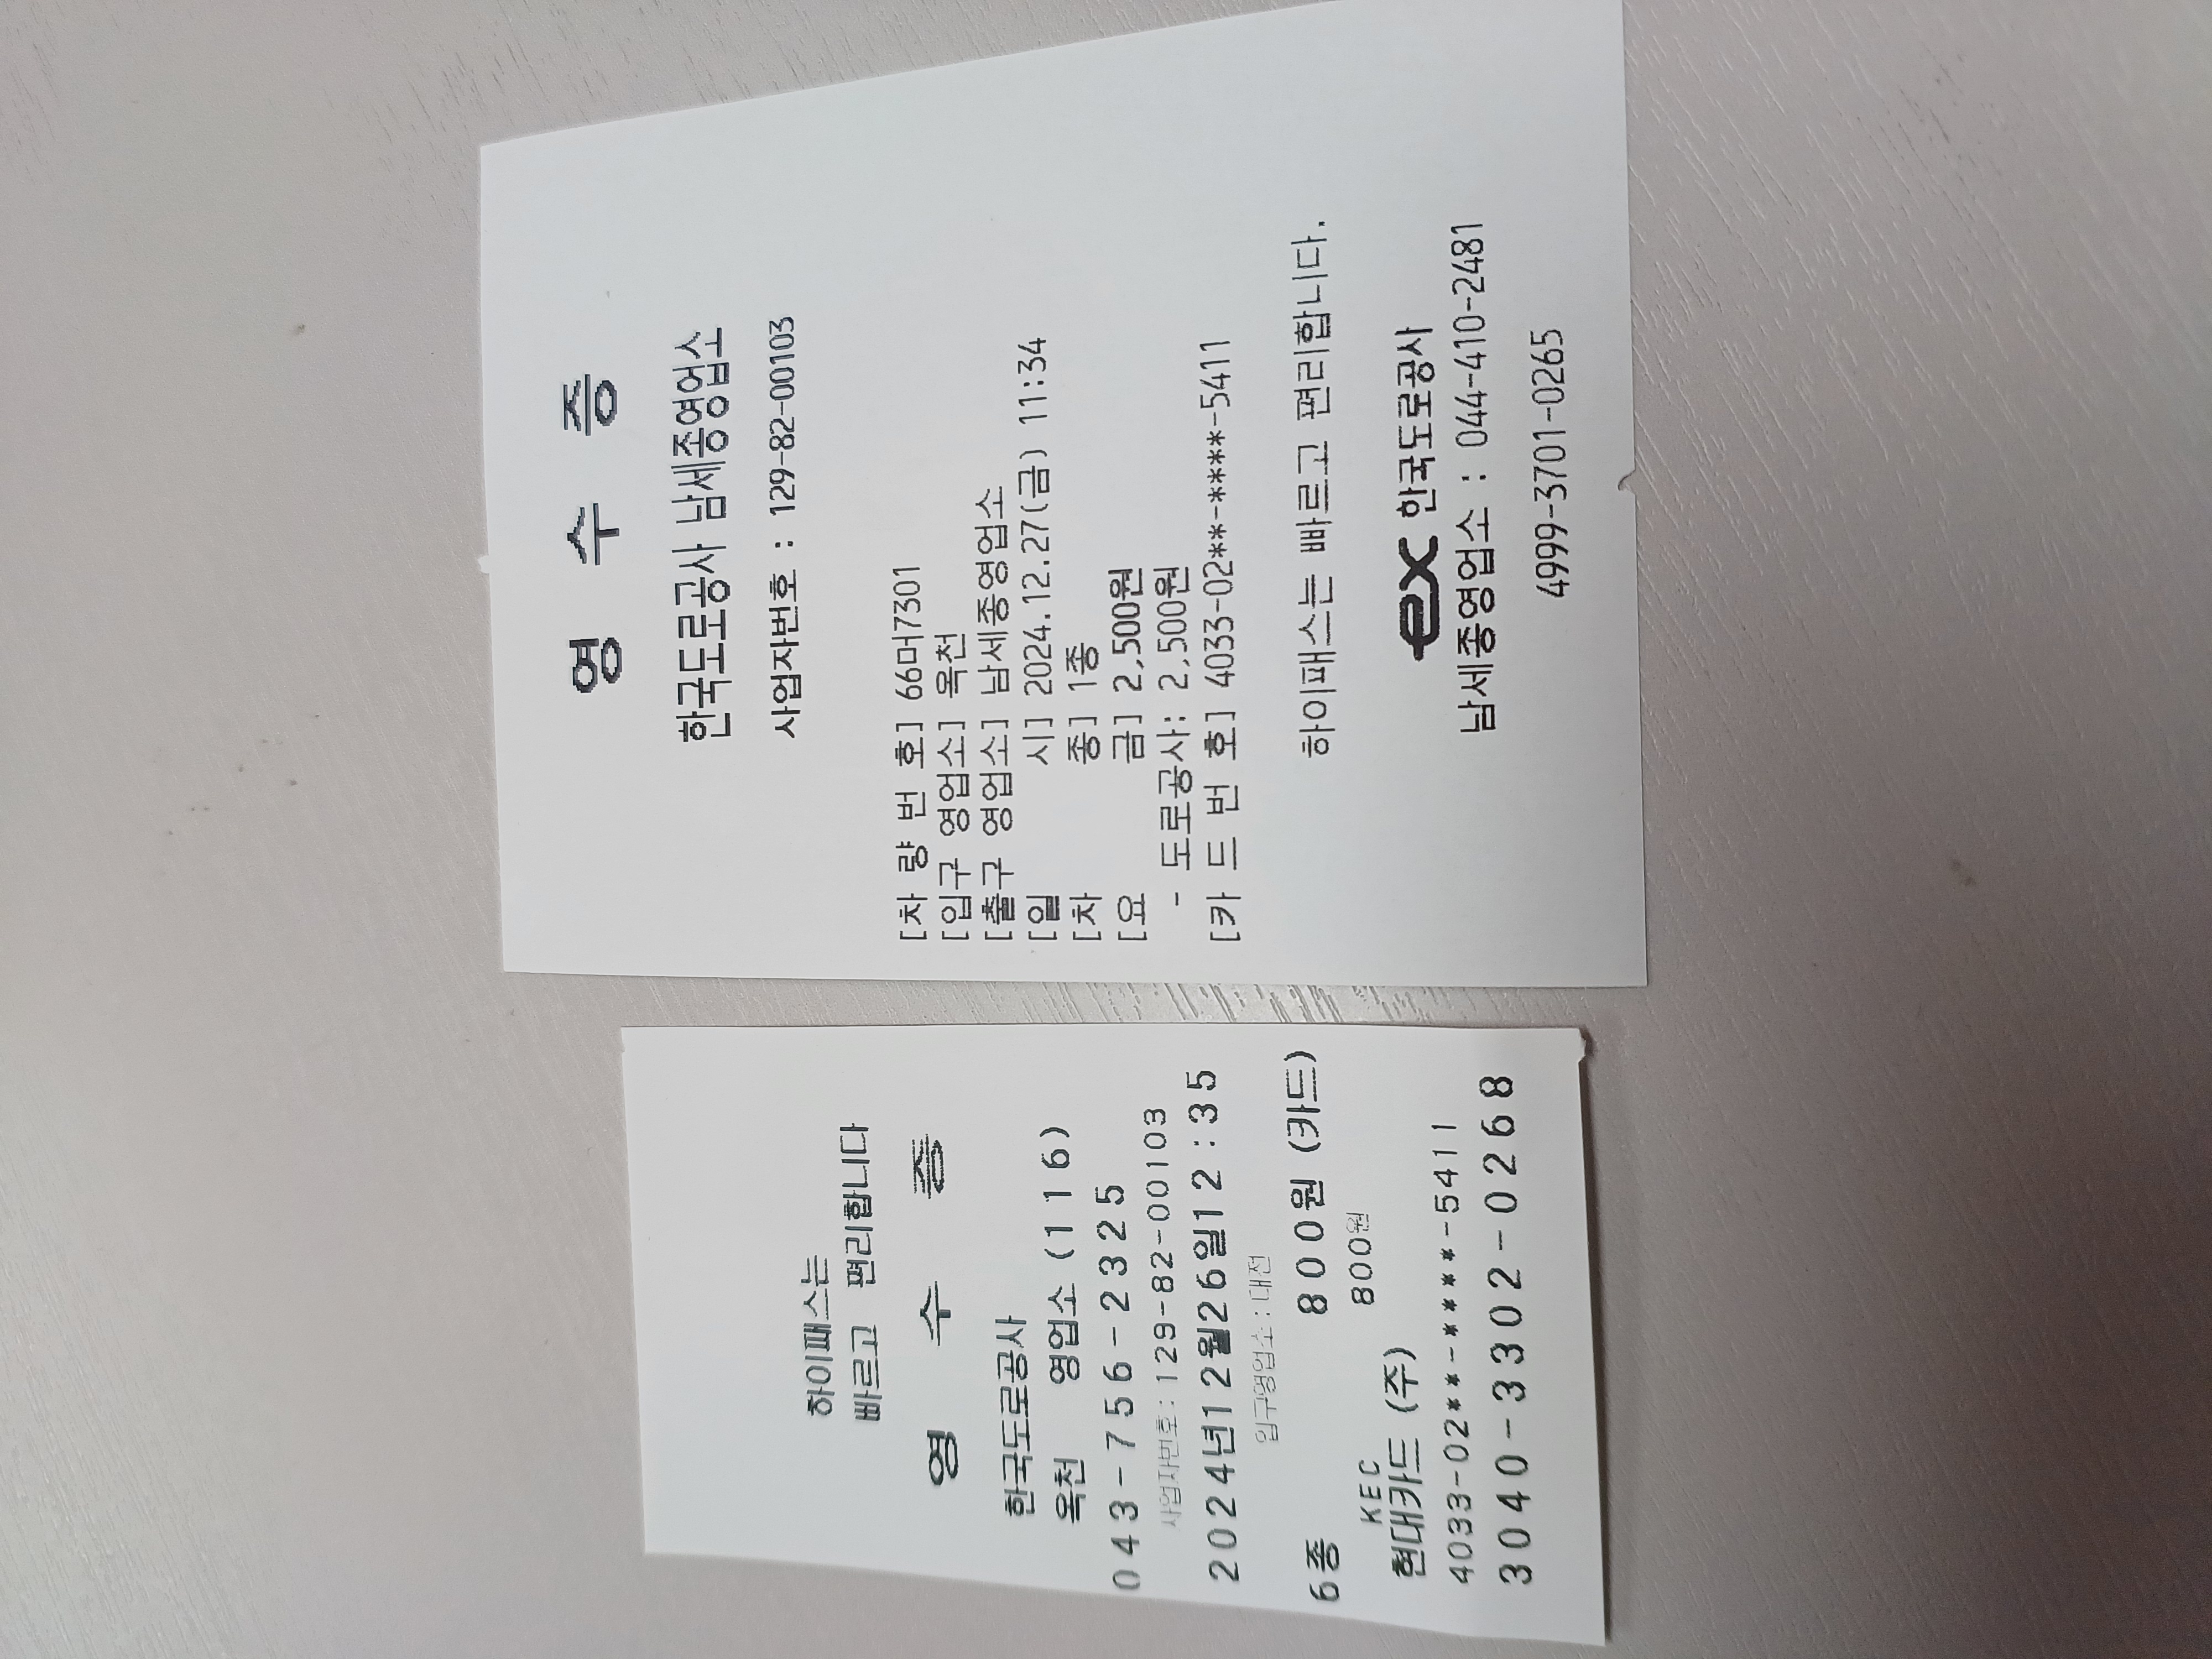 하이패스는
빠르고 편리합니다
영 수 증
한국도로공사
옥천 영업소 (116)
043-756-2325
사업자번호: 129-82-00103
2024년12월26일12:35
입구영업소: 대전
6종 800원 (카드)
KEC 800원
현대카드 (주)
4033-02**-****-5411
3040-3302-0268
영 수 증
한국도로공사 남세종영업소
사업자번호 : 129-82-00103
[차 량 번 호] 66머7301
[입구 영업소] 옥천
[출구 영업소] 남세종영업소
[일 시] 2024.12.27(금) 11:34
[차 종] 1종
[요 금] 2,500원
- 도로공사: 2,500원
[카 드 번 호] 4033-02**-****-5411
하이패스는 빠르고 편리합니다.
ex 한국도로공사
남세종영업소 : 044-410-2481
4999-3701-0265